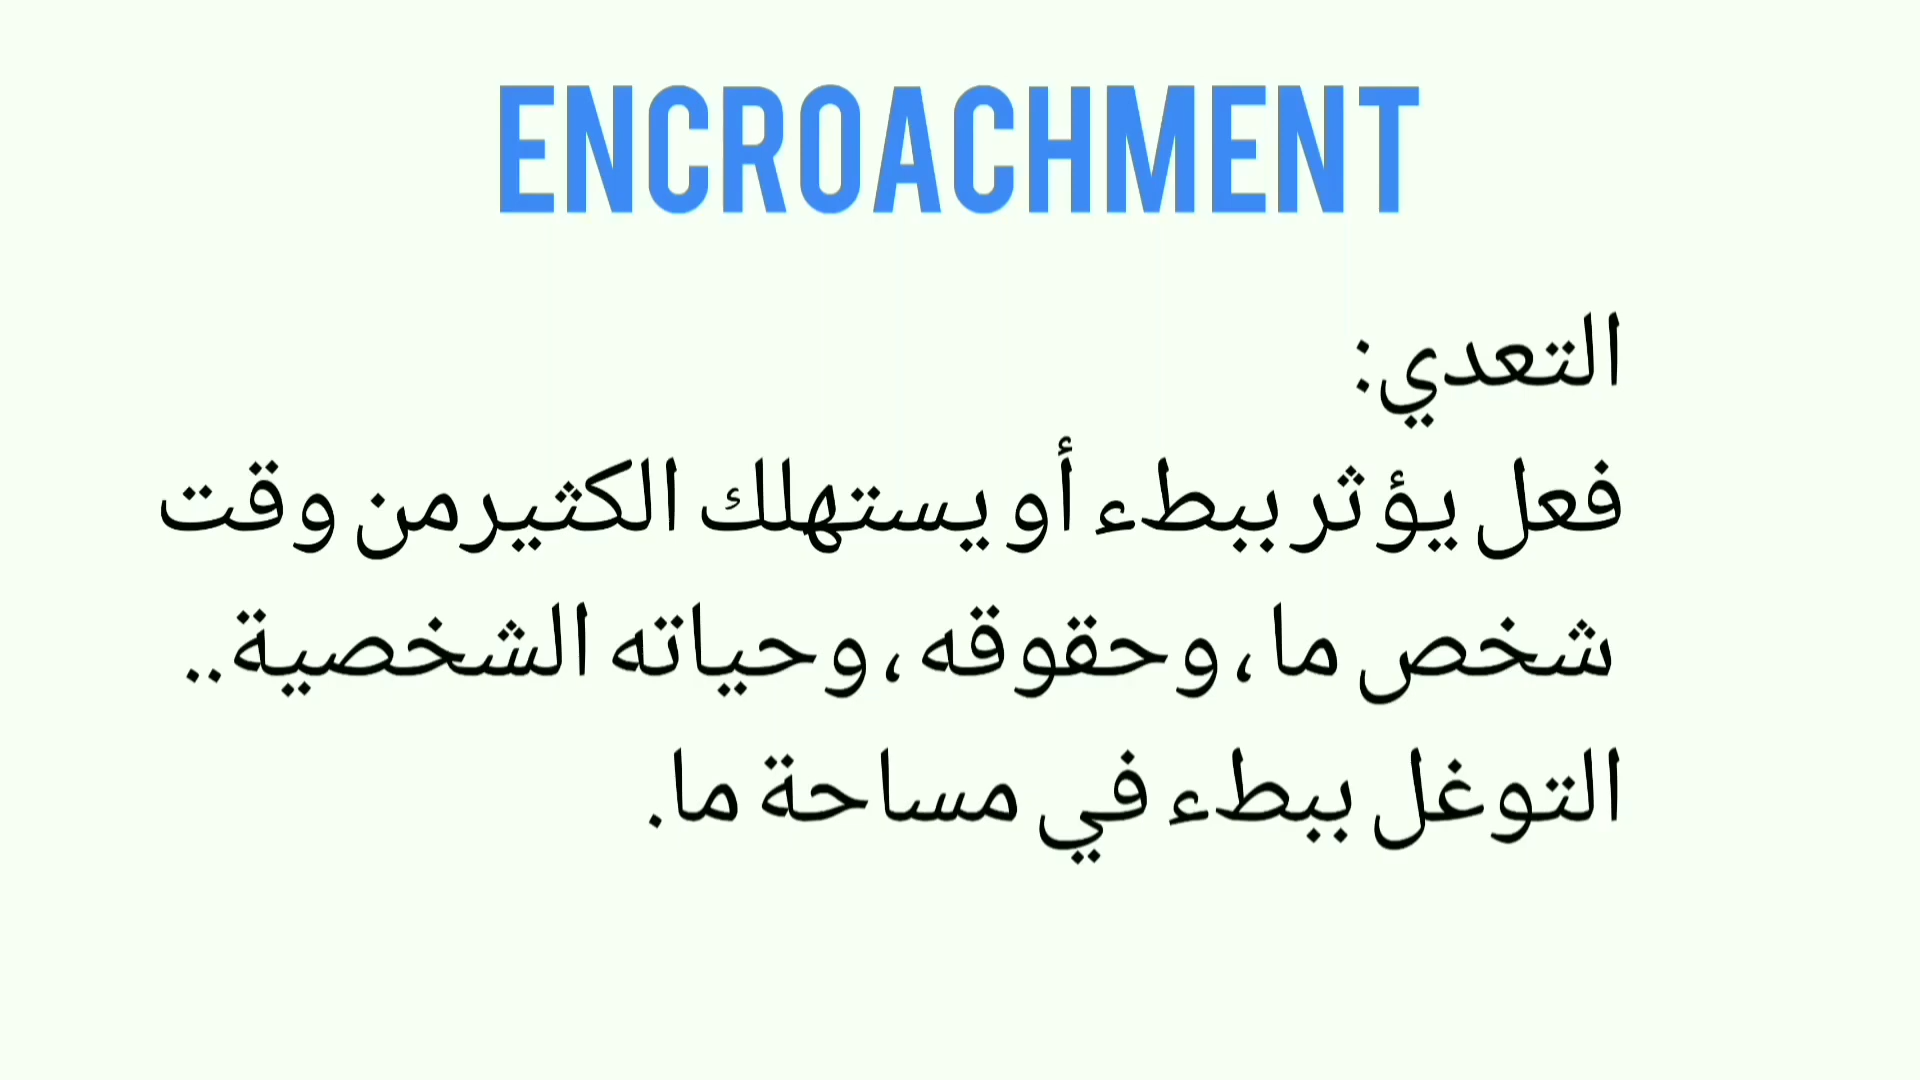 ENCROACHMENT
التعدي:
فعل يؤثر ببطء أو يستهلك الكثير من وقت
شخص ما، وحقوقه، وحياته الشخصية..
التوغل ببطء في مساحة ما.